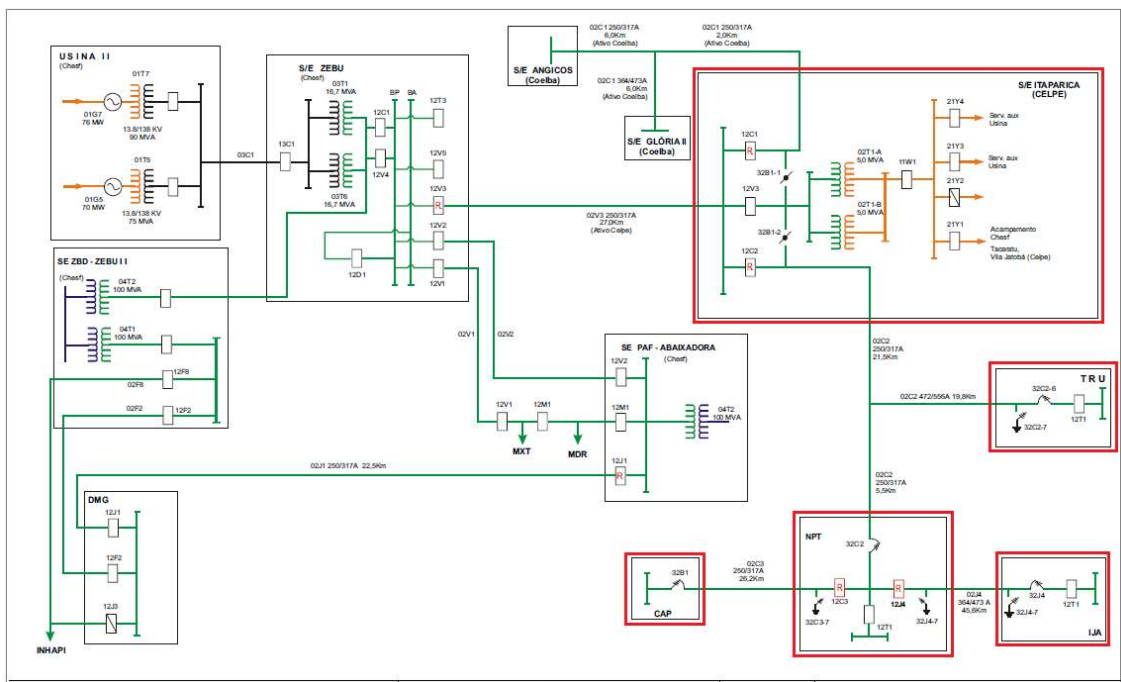 USINA II
(Chesf)
01T7
01G7
76 MW
13.8/138 KV
90 MVA
01T5
01G5
70 MW
13.8/138 KV
75 MVA
03C1
S/E ZEBU
(Chesf)
03T1
16,7 MVA
BP
BA
12T3
12C1
13C1
12V5
12V4
12V3
R
03T6
16,7 MVA
12V2
12D1
12V1
02C1 250/317A
6,0Km
(Ativo Coelba)
02C1 250/317A
2,0Km
(Ativo Coelba)
S/E ANGICOS
(Coelba)
02C1 364/473A
6,0Km
(Ativo Coelba)
S/E GLÓRIA II
(Coelba)
S/E ITAPARICA
(CELPE)
12C1
R
32B1-1
12V3
32B1-2
12C2
R
02T1-A
5,0 MVA
02T1-B
5,0 MVA
11W1
21Y4
Serv. aux
Usina
21Y3
Serv. aux
Usina
21Y2
21Y1
Acampamento
Chesf
Tacaratu,
Vila Jatobá (Celpe)
02V3 250/317A
27,0Km
(Ativo Celpe)
SE ZBD - ZEBU II
(Chesf)
04T2
100 MVA
04T1
100 MVA
12F8
02F8
02F2
12F2
02V1
02V2
SE PAF - ABAIXADORA
(Chesf)
12V2
12V1
12M1
12M1
04T2
100 MVA
MXT
MDR
12J1
R
02J1 250/317A 22,5Km
02C2
250/317A
21,5Km
TRU
32C2-6
02C2 472/556A 19,8Km
32C2-7
12T1
02C2
250/317A
5,5Km
DMG
12J1
12F2
12J3
INHAPI
NPT
32C2
32B1
CAP
02C3
250/317A
26,2Km
R
R
12C3
12J4
32C3-7
32J4-7
12T1
02J4
364/473 A
45,6Km
32J4
12T1
32J4-7
IJA